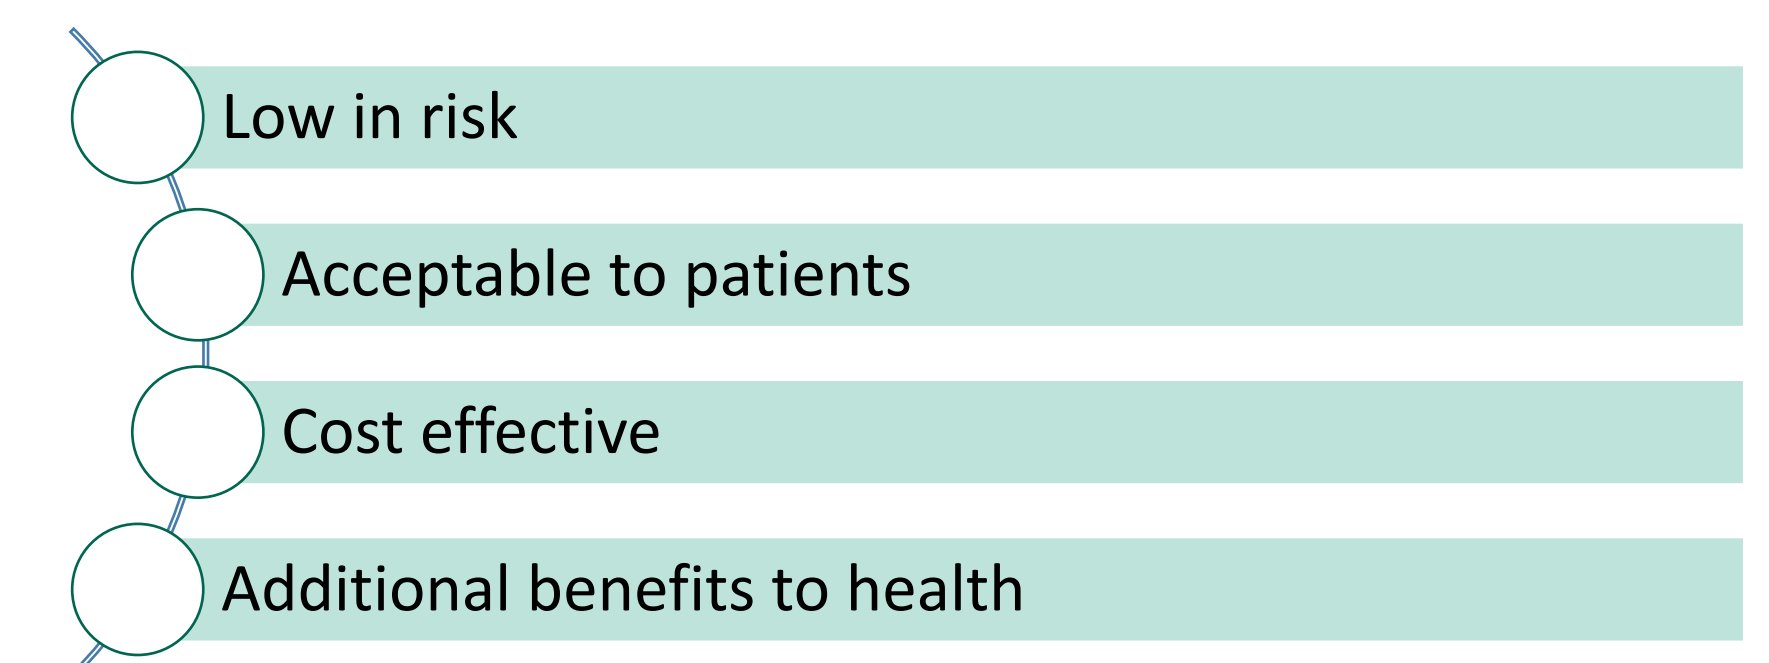 Low in risk
Acceptable to patients
Cost effective
Additional benefits to health